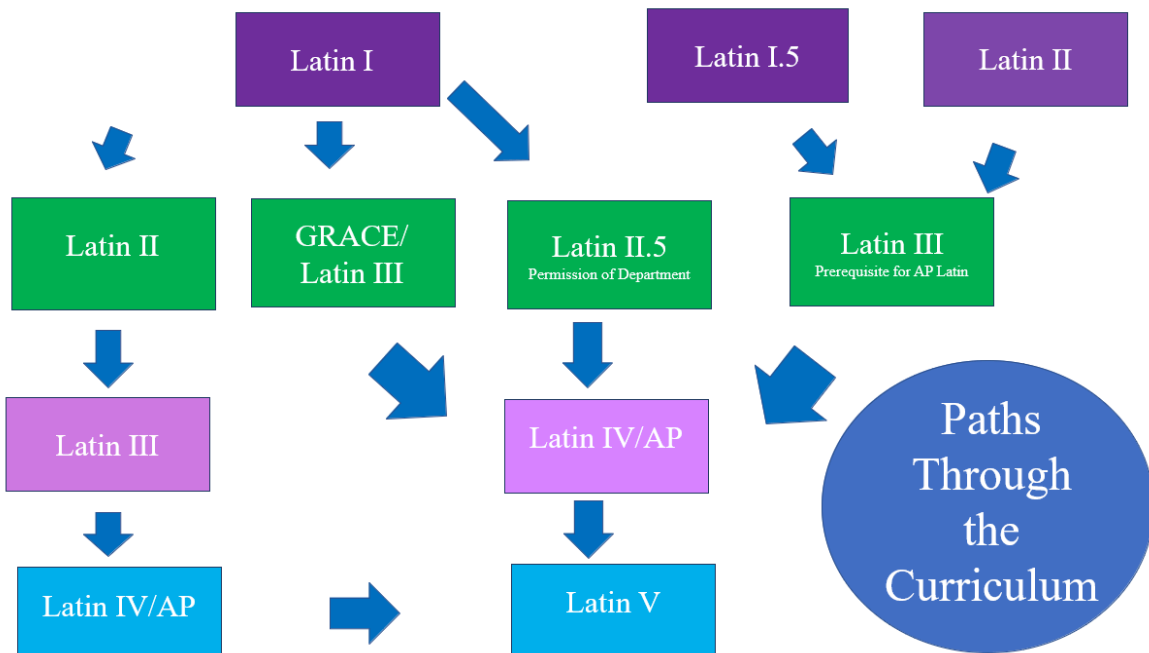 Latin I
Latin I.5
Latin II
Latin II
GRACE/
Latin III
Latin II.5
Permission of Department
Latin III
Prerequisite for AP Latin
Latin III
Latin IV/AP
Paths
Through
the
Curriculum
Latin IV/AP
Latin V